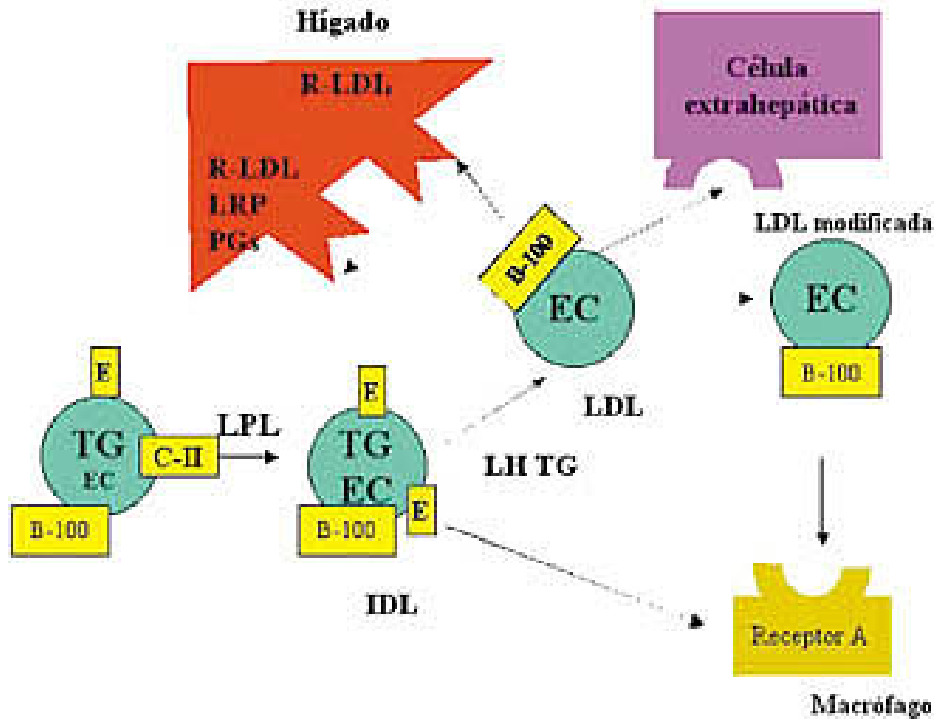 Hígado
R-LDL
R-LDL
LRP
PGs
Célula
extrahepática
LDL modificada
B-100
EC
LDL
EC
B-100
E
TG
EC
C-II
B-100
LPL
E
TG
EC
E
B-100
IDL
LH TG
Receptor A
Macrófago